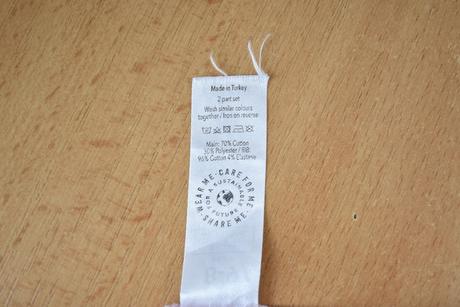 Made in Turkey
2 part set
Wash similar colours
together / Iron on reverse
Main: 70% Cotton
30% Polyester / RIB:
96% Cotton 4% Elastane
WEAR ME · CARE FOR ME · SHARE ME ·
FOR A SUSTAINABLE FUTURE